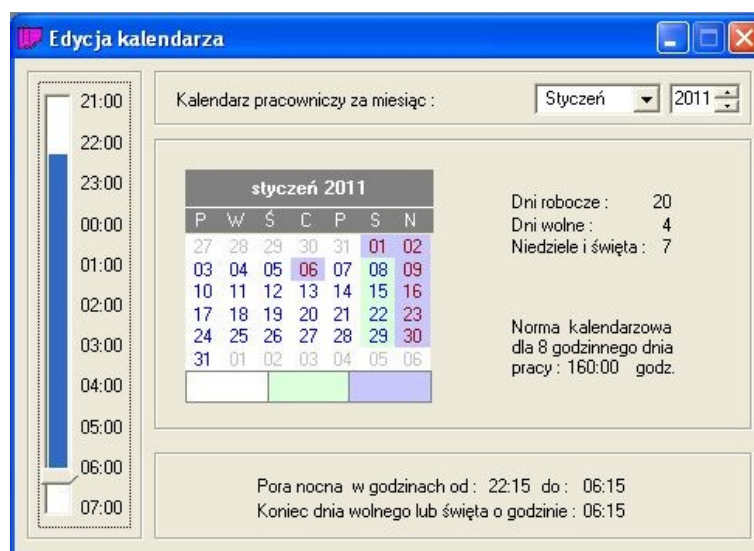 Edycja kalendarza
Kalendarz pracowniczy za miesiąc : Styczeń 2011
21:00
22:00
23:00
00:00
01:00
02:00
03:00
04:00
05:00
06:00
07:00
styczeń 2011
P W Ś C P S N
27 28 29 30 31 01 02
03 04 05 06 07 08 09
10 11 12 13 14 15 16
17 18 19 20 21 22 23
24 25 26 27 28 29 30
31 01 02 03 04 05 06
Dni robocze : 20
Dni wolne : 4
Niedziele i święta : 7
Norma kalendarzowa
dla 8 godzinnego dnia
pracy : 160:00 godz.
Pora nocna w godzinach od : 22:15 do : 06:15
Koniec dnia wolnego lub święta o godzinie : 06:15